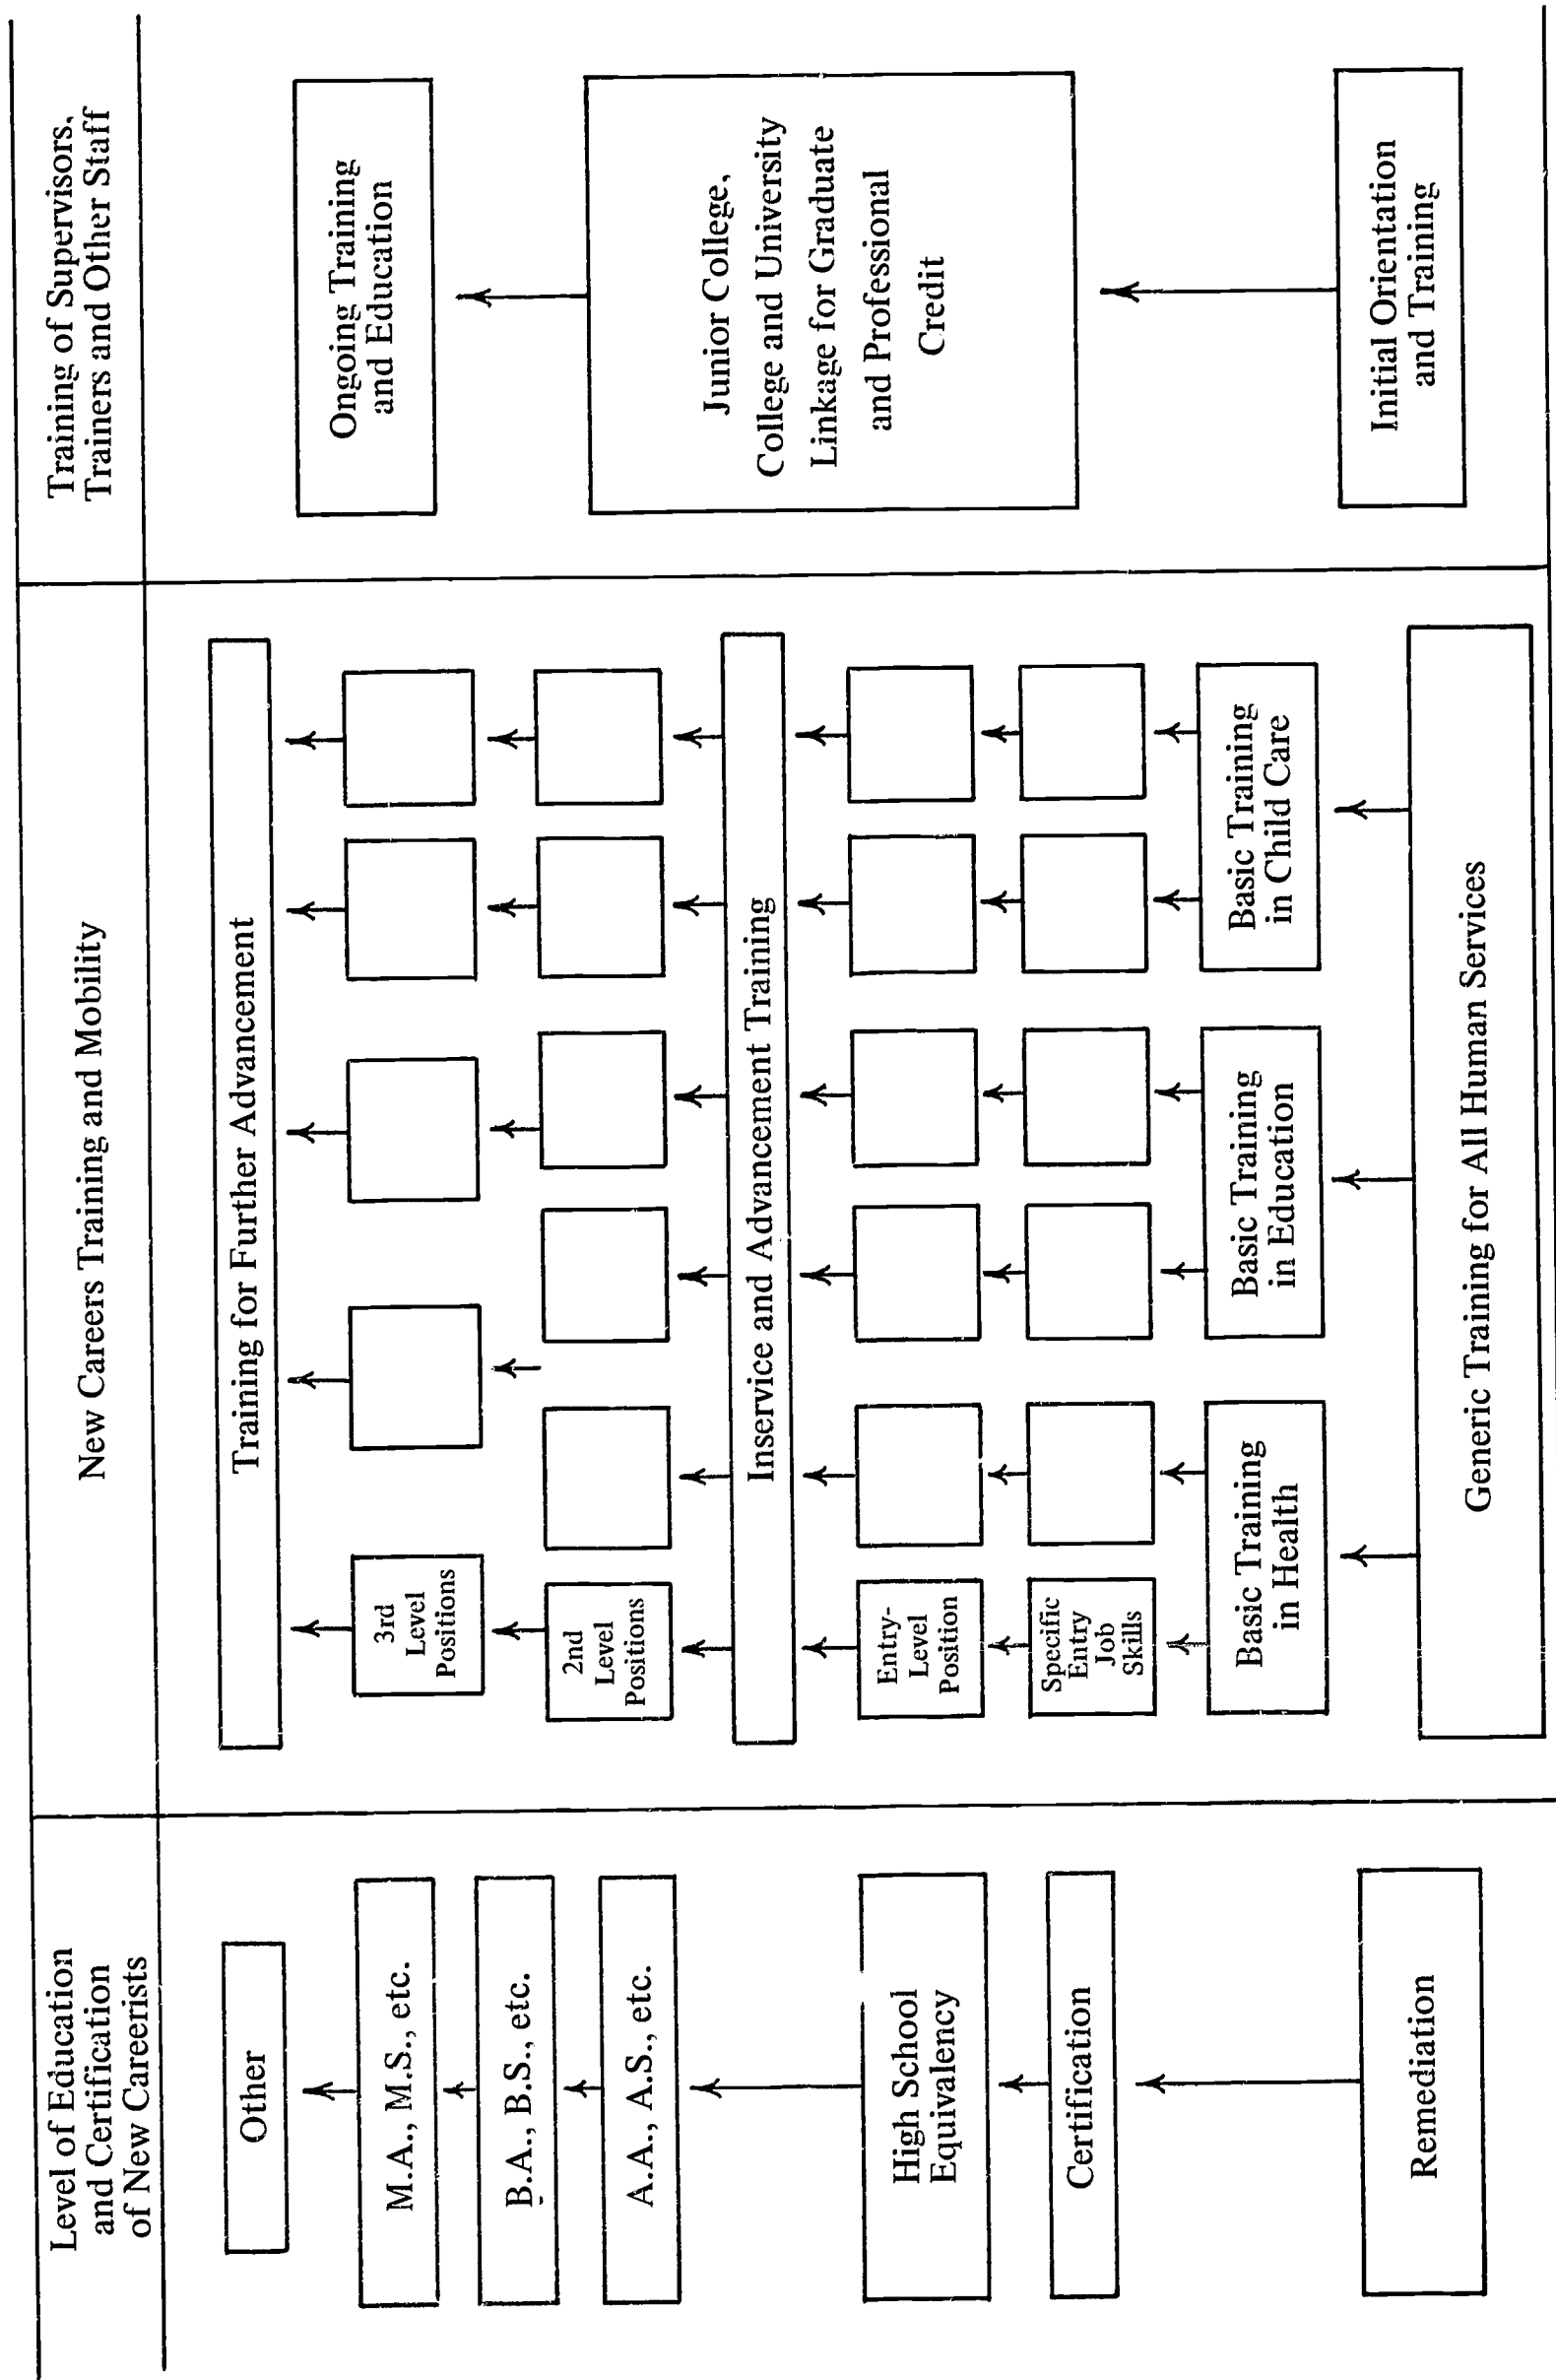 Level of Education
and Certification
of New Careerists
New Careers Training and Mobility
Training of Supervisors,
Trainers and Other Staff
Other
M.A., M.S., etc.
B.A., B.S., etc.
A.A., A.S., etc.
High School
Equivalency
Certification
Remediation
Training for Further Advancement
3rd
Level
Positions
2nd
Level
Positions
Inservice and Advancement Training
Entry-
Level
Position
Specific
Entry
Job
Skills
Basic Training
in Health
Basic Training
in Education
Basic Training
in Child Care
Generic Training for All Human Services
Ongoing Training
and Education
Junior College,
College and University
Linkage for Graduate
and Professional
Credit
Initial Orientation
and Training